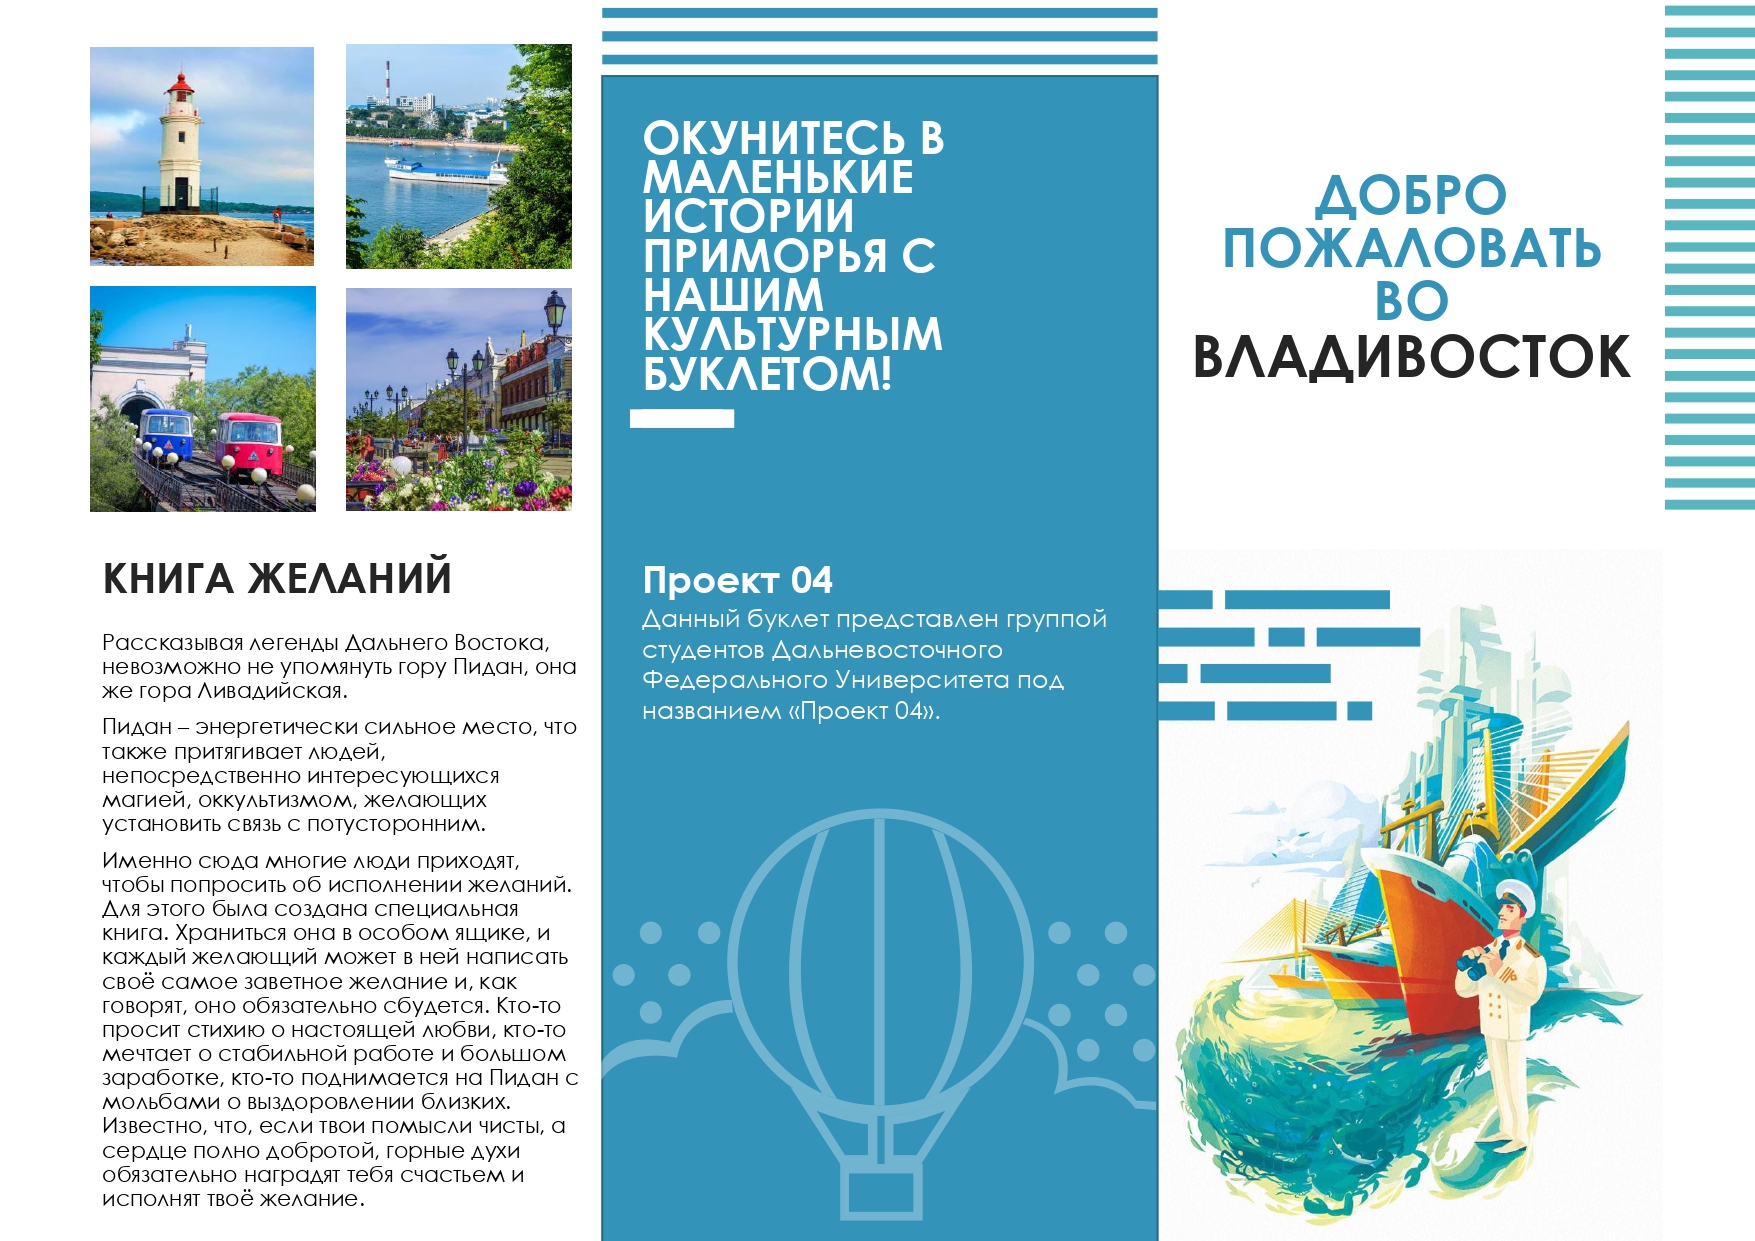 КНИГА ЖЕЛАНИЙ
Рассказывая легенды Дальнего Востока,
невозможно не упомянуть гору Пидан, она
же гора Ливадийская.
Пидан – энергетически сильное место, что
также притягивает людей,
непосредственно интересующихся
магией, оккультизмом, желающих
установить связь с потусторонним.
Именно сюда многие люди приходят,
чтобы попросить об исполнении желаний.
Для этого была создана специальная
книга. Храниться она в особом ящике, и
каждый желающий может в ней написать
своё самое заветное желание и, как
говорят, оно обязательно сбудется. Кто-то
просит стихию о настоящей любви, кто-то
мечтает о стабильной работе и большом
заработке, кто-то поднимается на Пидан с
мольбами о выздоровлении близких.
Известно, что, если твои помыслы чисты, а
сердце полно добротой, горные духи
обязательно наградят тебя счастьем и
исполнят твоё желание.
ОКУНИТЕСЬ В
МАЛЕНЬКИЕ
ИСТОРИИ
ПРИМОРЬЯ С
НАШИМ
КУЛЬТУРНЫМ
БУКЛЕТОМ!
Проект 04
Данный буклет представлен группой
студентов Дальневосточного
Федерального Университета под
названием «Проект 04».
ДОБРО
ПОЖАЛОВАТЬ
ВО
ВЛАДИВОСТОК